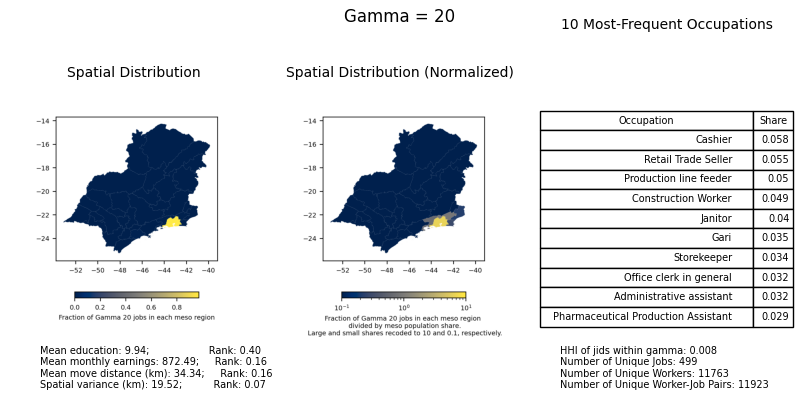 Gamma = 20
10 Most-Frequent Occupations
Spatial Distribution
Spatial Distribution (Normalized)
−14
−16
−18
−20
−22
−24
−52 −50 −48 −46 −44 −42 −40
0.0 0.2 0.4 0.6 0.8
Fraction of Gamma 20 jobs in each meso region
−14
−16
−18
−20
−22
−24
−52 −50 −48 −46 −44 −42 −40
10⁻¹ 10⁰ 10¹
Fraction of Gamma 20 jobs in each meso region
divided by meso population share.
Large and small shares recoded to 10 and 0.1, respectively.
Occupation Share
Cashier 0.058
Retail Trade Seller 0.055
Production line feeder 0.05
Construction Worker 0.049
Janitor 0.04
Gari 0.035
Storekeeper 0.034
Office clerk in general 0.032
Administrative assistant 0.032
Pharmaceutical Production Assistant 0.029
Mean education: 9.94; Rank: 0.40
Mean monthly earnings: 872.49; Rank: 0.16
Mean move distance (km): 34.34; Rank: 0.16
Spatial variance (km): 19.52; Rank: 0.07
HHI of jids within gamma: 0.008
Number of Unique Jobs: 499
Number of Unique Workers: 11763
Number of Unique Worker-Job Pairs: 11923